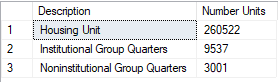 Description Number Units
1 Housing Unit 260522
2 Institutional Group Quarters 9537
3 Noninstitutional Group Quarters 3001